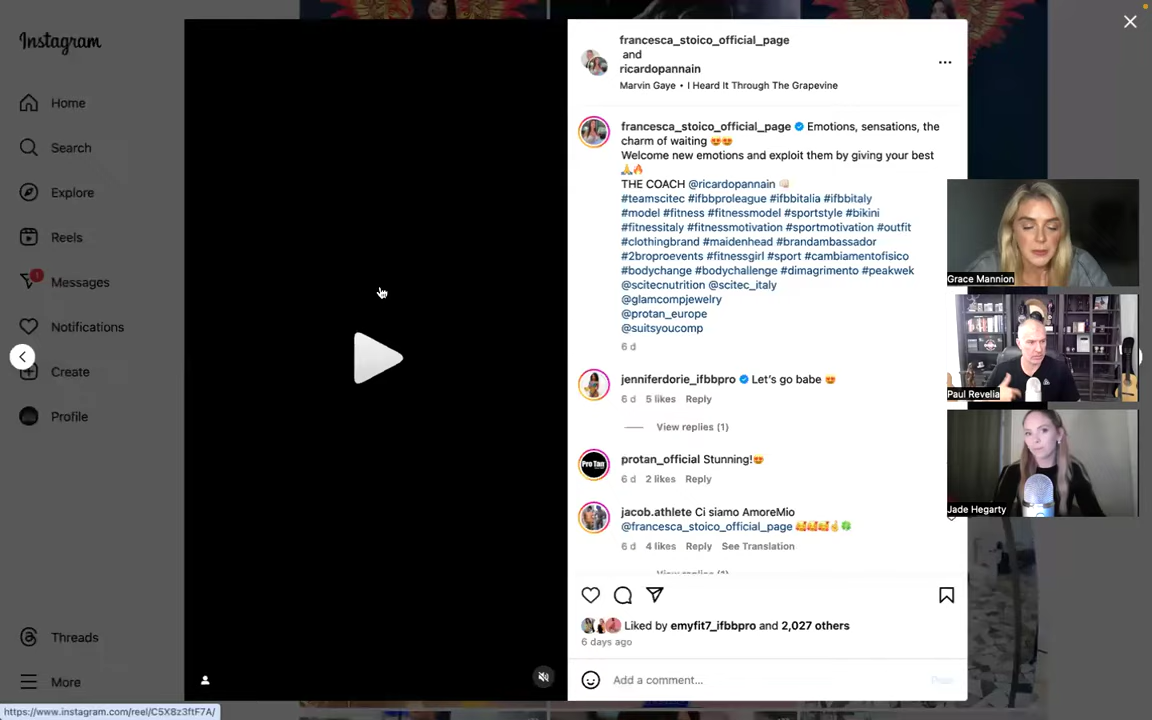 Instagram
Home
Search
Explore
Reels
Messages
Notifications
Create
Profile
Threads
More
https://www.instagram.com/reel/C5X8z3ftF7A/
francesca_stoico_official_page
and
ricardopannain
Marvin Gaye • I Heard It Through The Grapevine
francesca_stoico_official_page Emotions, sensations, the
charm of waiting 😍😍
Welcome new emotions and exploit them by giving your best
🙏🔥
THE COACH @ricardopannain 👊🏻
#teamscitec #ifbbproleague #ifbbitalia #ifbbitaly
#model #fitness #fitnessmodel #sportstyle #bikini
#fitnessitaly #fitnessmotivation #sportmotivation #outfit
#clothingbrand #maidenhead #brandambassador
#2broproevents #fitnessgirl #sport #cambiamentofisico
#bodychange #bodychallenge #dimagrimento #peakwek
@scitecnutrition @scitec_italy
@glamcompjewelry
@protan_europe
@suitsyoucomp
6 d
jenniferdorie_ifbbpro Let's go babe 😍
6 d 5 likes Reply
View replies (1)
Pro Tan
protan_official Stunning!😍
6 d 2 likes Reply
jacob.athlete Ci siamo AmoreMio
@francesca_stoico_official_page 🥰🥰🥰🤞🍀
6 d 4 likes Reply See Translation
View replies (1)
Liked by emyfit7_ifbbpro and 2,027 others
6 days ago
Add a comment...
Post
Grace Mannion
Paul Revelia
Jade Hegarty